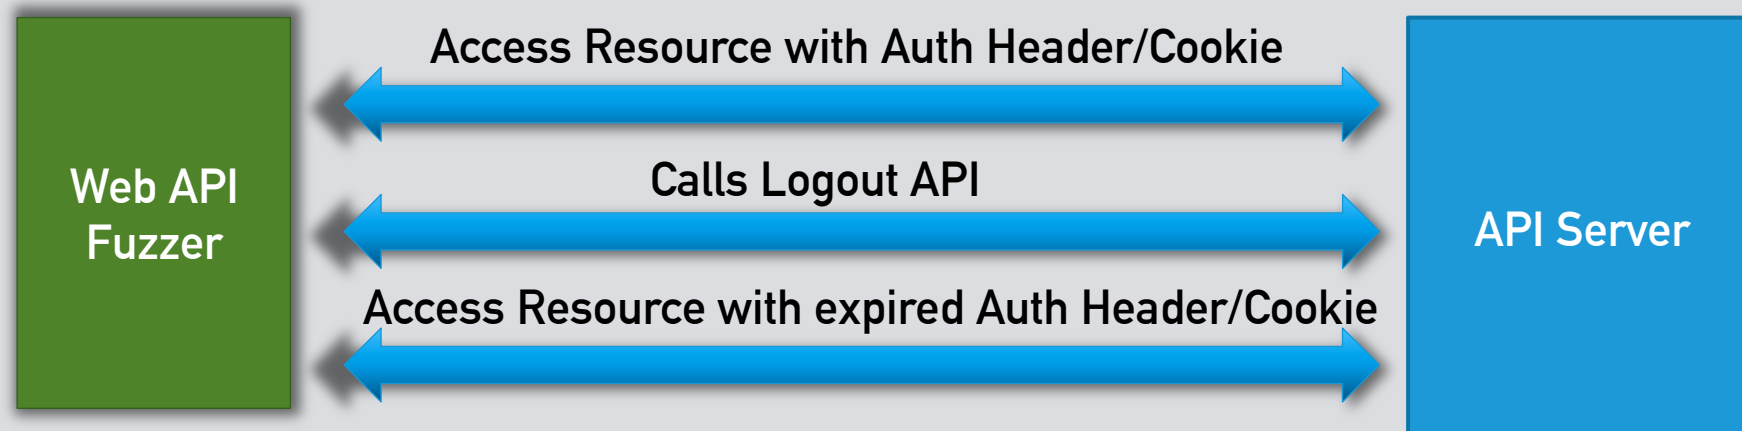 Access Resource with Auth Header/Cookie
Web API
Fuzzer
Calls Logout API
API Server
Access Resource with expired Auth Header/Cookie